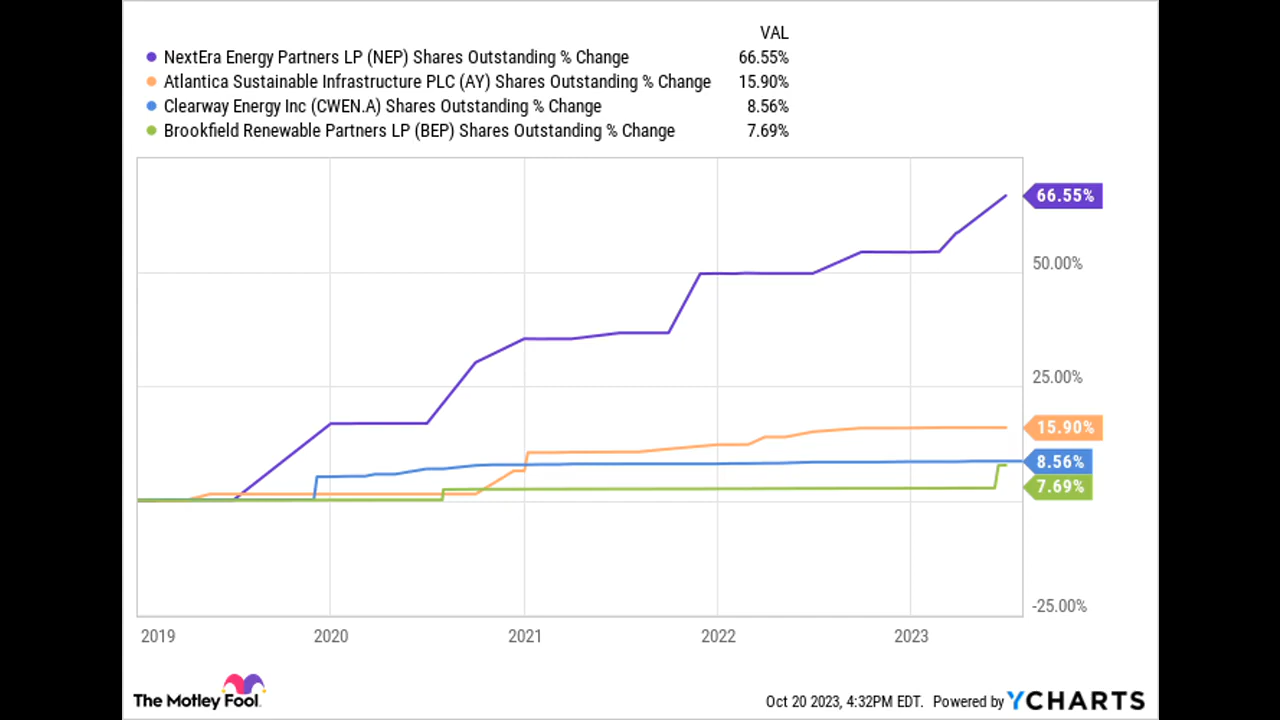 VAL
NextEra Energy Partners LP (NEP) Shares Outstanding % Change 66.55%
Atlantica Sustainable Infrastructure PLC (AY) Shares Outstanding % Change 15.90%
Clearway Energy Inc (CWEN.A) Shares Outstanding % Change 8.56%
Brookfield Renewable Partners LP (BEP) Shares Outstanding % Change 7.69%
66.55%
50.00%
25.00%
15.90%
8.56%
7.69%
-25.00%
2019 2020 2021 2022 2023
The Motley Fool.
Oct 20 2023, 4:32PM EDT. Powered by YCHARTS